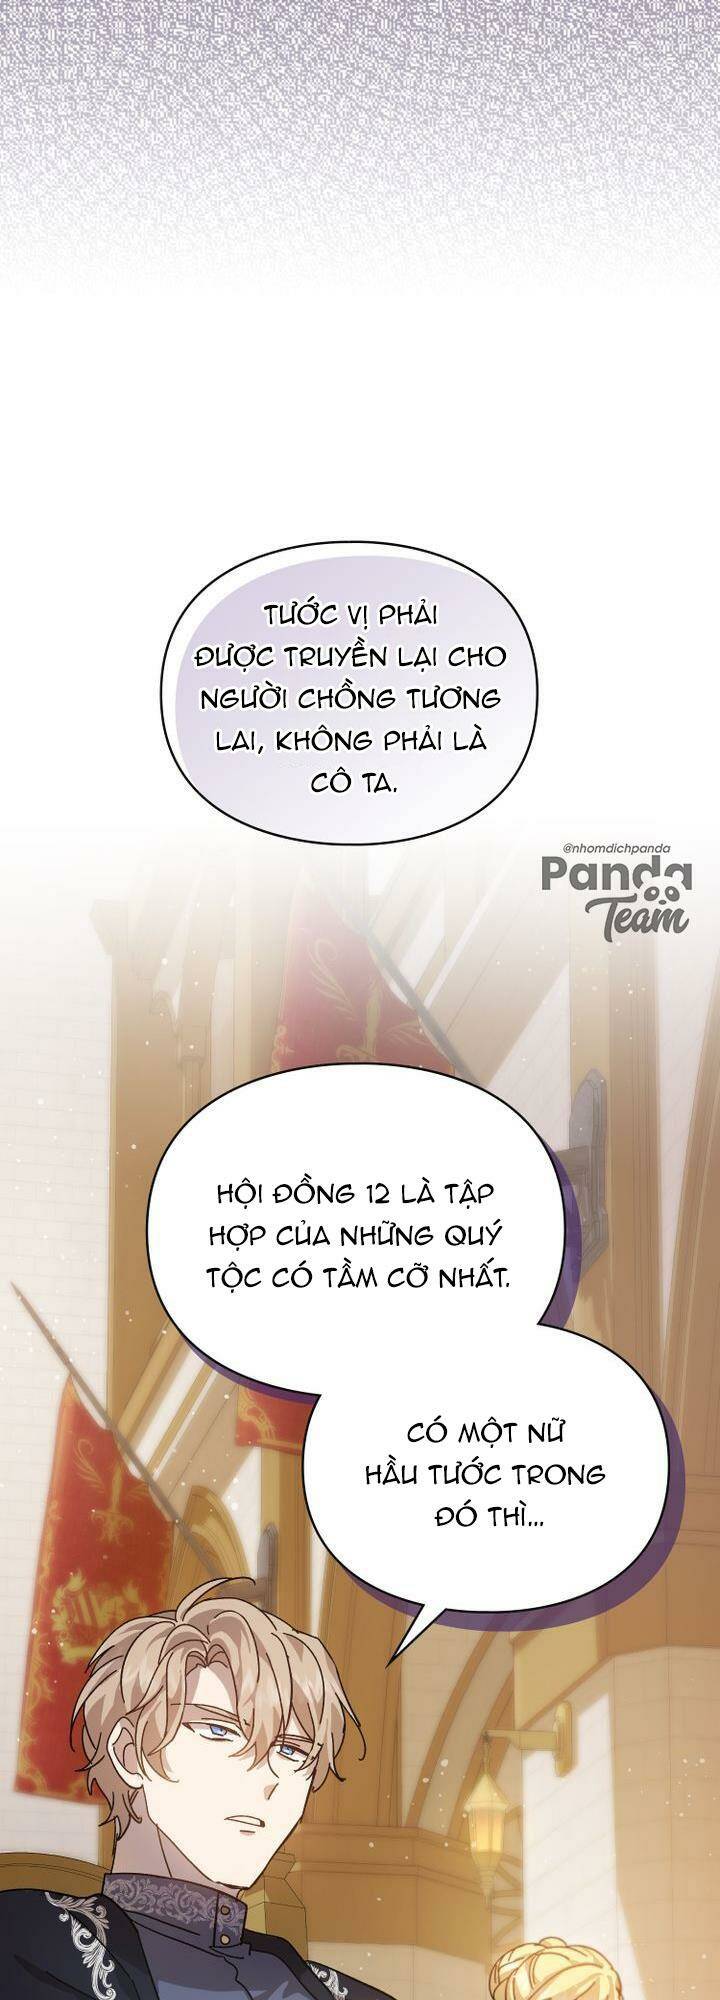 TƯỚC VỊ PHẢI
ĐƯỢC TRUYỀN LẠI CHO
NGƯỜI CHỒNG TƯƠNG
LAI, KHÔNG PHẢI LÀ
CÔ TA.
@nhomdichpanda
Panda
Team
HỘI ĐỒNG 12 LÀ TẬP
HỢP CỦA NHỮNG QUÝ
TỘC CÓ TẦM CỠ NHẤT.
CÓ MỘT NỮ
HẦU TƯỚC TRONG
ĐÓ THÌ...